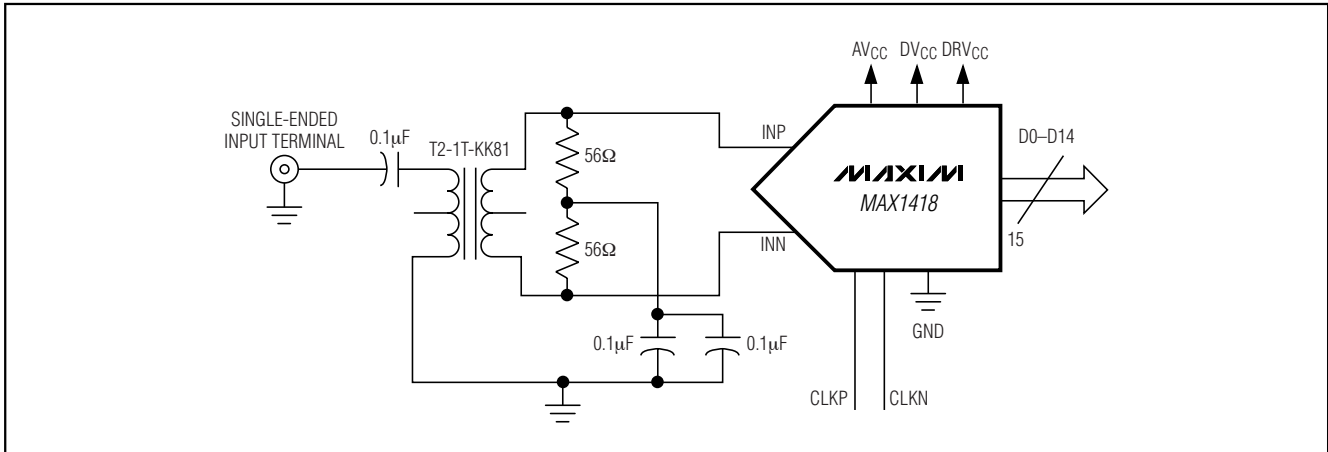 AVCC DVCC DRVCC
SINGLE-ENDED
INPUT TERMINAL
0.1µF
T2-1T-KK81
56Ω
56Ω
INP
INN
MAXIM
MAX1418
D0–D14
15
GND
0.1µF
0.1µF
CLKP
CLKN